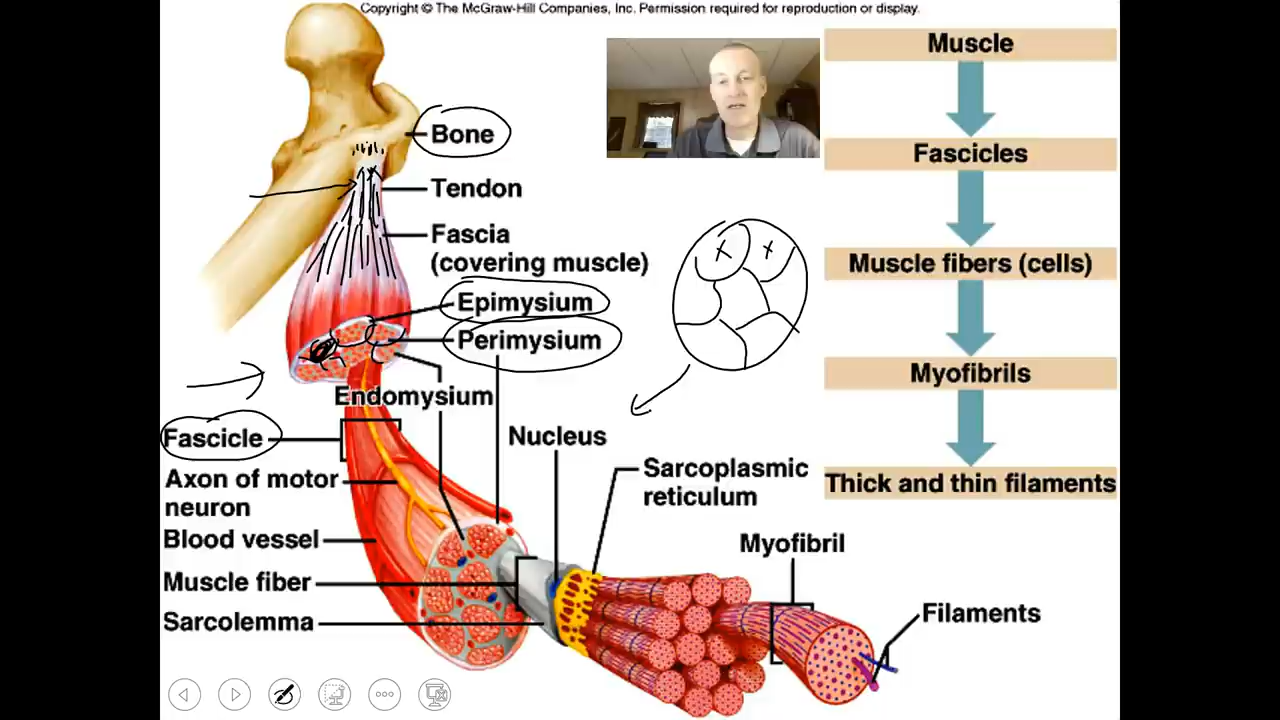 Copyright © The McGraw-Hill Companies, Inc. Permission required for reproduction or display.
Muscle
Fascicles
Muscle fibers (cells)
Myofibrils
Thick and thin filaments
Bone
Tendon
Fascia
(covering muscle)
Epimysium
Perimysium
Endomysium
Fascicle
Nucleus
Axon of motor
neuron
Sarcoplasmic
reticulum
Blood vessel
Myofibril
Muscle fiber
Filaments
Sarcolemma